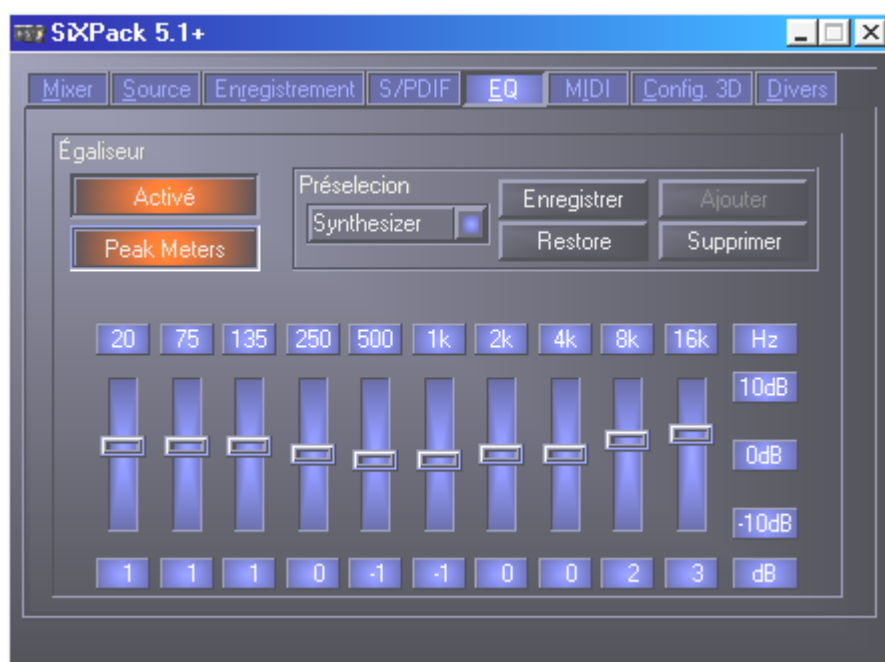 SiXPack 5.1+
Mixer Source Enregistrement S/PDIF EQ MIDI Config. 3D Divers
Égaliseur
Activé
Peak Meters
Préselecion
Synthesizer
Enregistrer Ajouter
Restore Supprimer
20 75 135 250 500 1k 2k 4k 8k 16k Hz
10dB
0dB
-10dB
1 1 1 0 -1 -1 0 0 2 3 dB